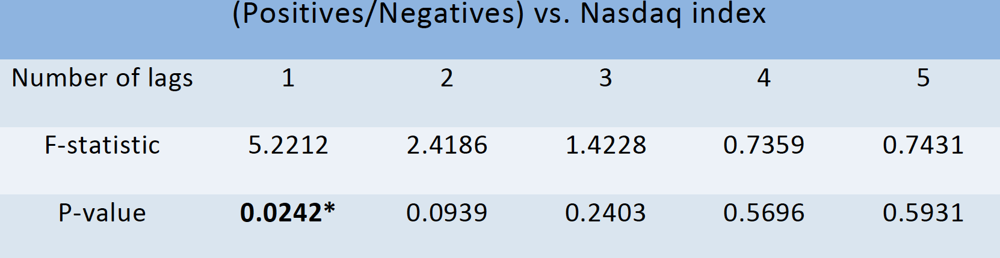 (Positives/Negatives) vs. Nasdaq index
Number of lags 1 2 3 4 5
F-statistic 5.2212 2.4186 1.4228 0.7359 0.7431
P-value 0.0242* 0.0939 0.2403 0.5696 0.5931